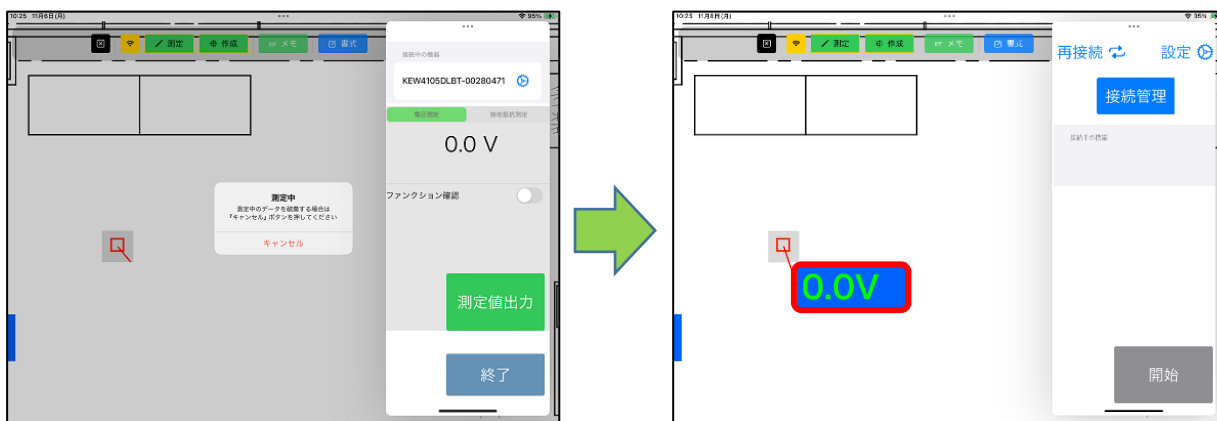 10:25 11月6日(月)
95%
測定
作成
メモ
書式
接続中の機器
KEW4105DLBT-00280471
電圧測定
接地抵抗測定
0.0 V
ファンクション確認
測定中
測定中のデータを破棄する場合は
『キャンセル』ボタンを押してください
キャンセル
測定値出力
終了
10:25 11月6日(月)
95%
測定
作成
メモ
書式
再接続
設定
接続管理
接続中の機器
0.0V
開始